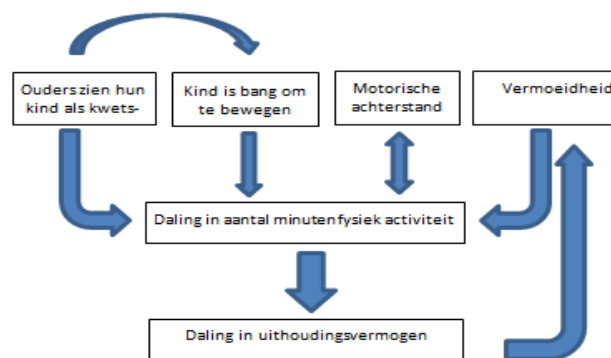 Ouders zien hun
kind als kwets-
Kind is bang om
te bewegen
Motorische
achterstand
Vermoeidheid
Daling in aantal minuten fysiek activiteit
Daling in uithoudingsvermogen